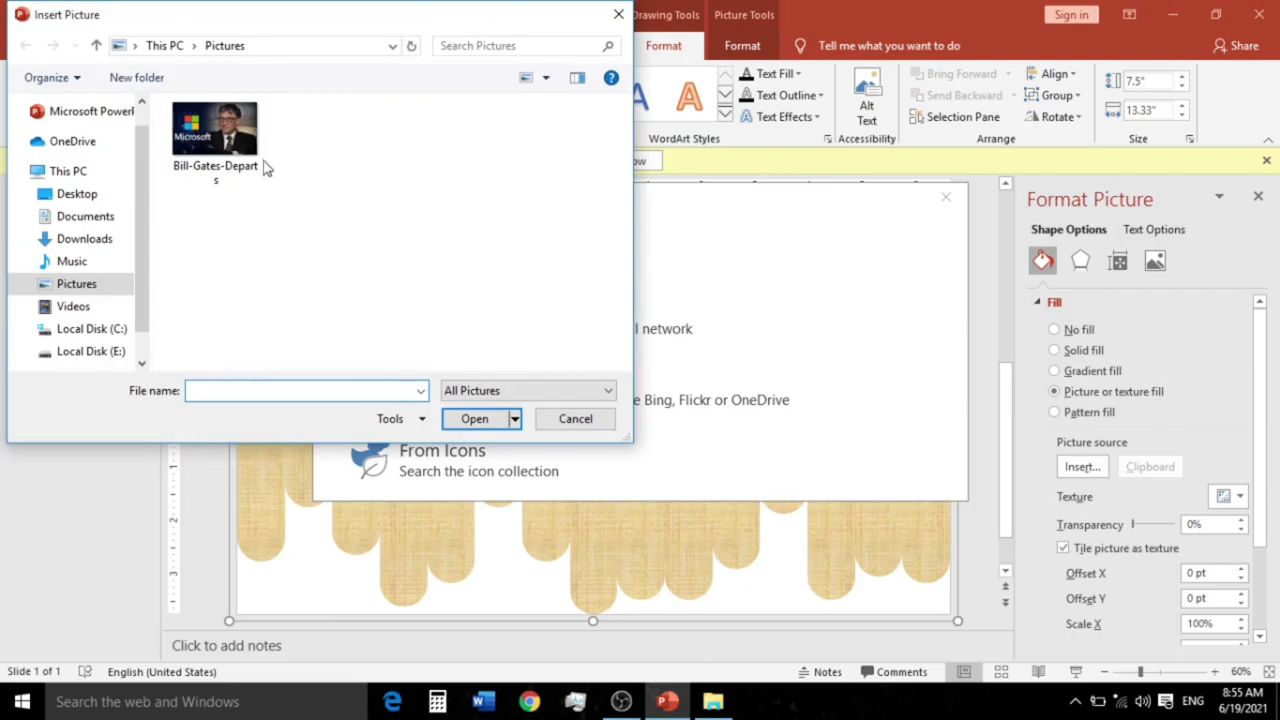 Insert Picture
Drawing Tools
Picture Tools
Sign in
This PC
Pictures
Search Pictures
Format
Format
Tell me what you want to do
Share
Organize
New folder
Text Fill
Text Outline
Text Effects
WordArt Styles
Alt
Text
Accessibility
Bring Forward
Send Backward
Selection Pane
Align
Group
Rotate
Arrange
7.5"
13.33"
Size
Microsoft PowerP
OneDrive
This PC
Desktop
Documents
Downloads
Music
Pictures
Videos
Local Disk (C:)
Local Disk (E:)
Microsoft
Bill-Gates-Depart
s
ow
File name:
All Pictures
Tools
Open
Cancel
l network
e Bing, Flickr or OneDrive
From Icons
Search the icon collection
Format Picture
Shape Options
Text Options
Fill
No fill
Solid fill
Gradient fill
Picture or texture fill
Pattern fill
Picture source
Insert...
Clipboard
Texture
Transparency
0%
Tile picture as texture
Offset X
0 pt
Offset Y
0 pt
Scale X
100%
1
2
3
Click to add notes
Slide 1 of 1
English (United States)
Notes
Comments
60%
Search the web and Windows
ENG
8:55 AM
6/19/2021